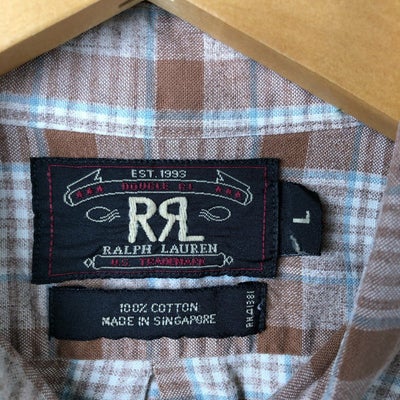 EST. 1993
DOUBLE RL
RRL
RALPH LAUREN
U.S. TRADEMARK
L
100% COTTON
MADE IN SINGAPORE